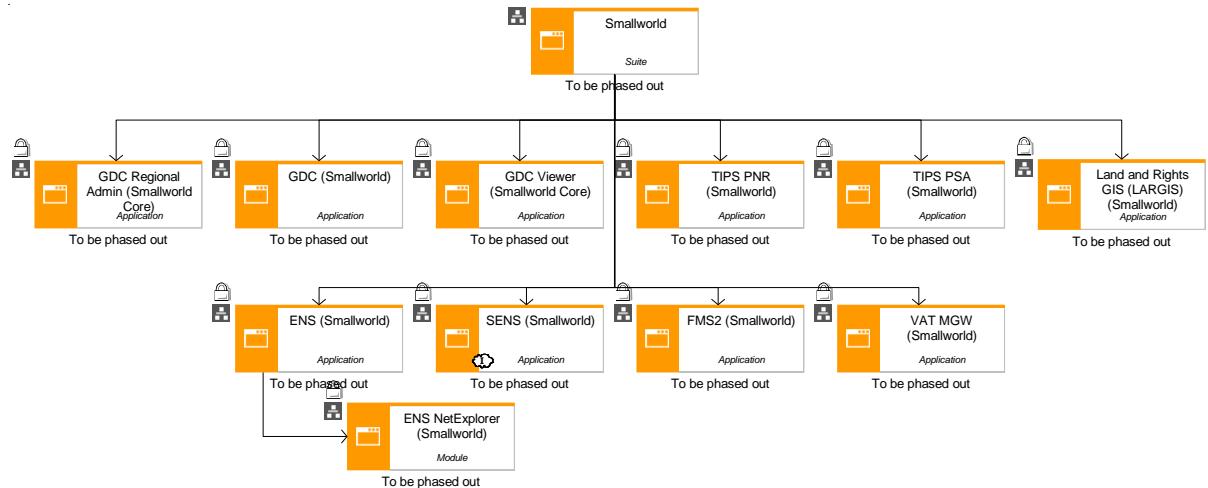 Smallworld
Suite
To be phased out
GDC Regional
Admin (Smallworld
Core)
Application
To be phased out
GDC (Smallworld)
Application
To be phased out
GDC Viewer
(Smallworld Core)
Application
To be phased out
TIPS PNR
(Smallworld)
Application
To be phased out
TIPS PSA
(Smallworld)
Application
To be phased out
Land and Rights
GIS (LARGIS)
(Smallworld)
Application
To be phased out
ENS (Smallworld)
Application
To be phased out
SENS (Smallworld)
Application
To be phased out
FMS2 (Smallworld)
Application
To be phased out
VAT MGW
(Smallworld)
Application
To be phased out
ENS NetExplorer
(Smallworld)
Module
To be phased out